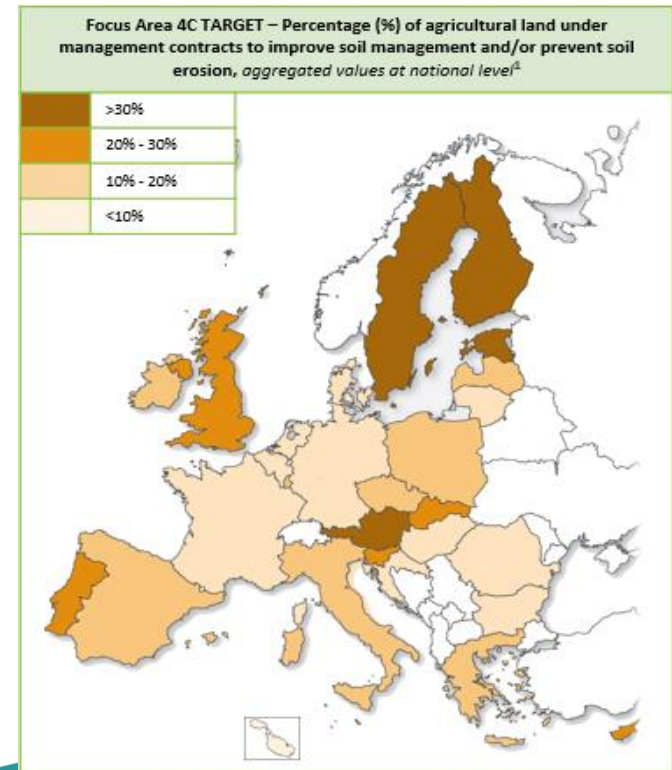 Focus Area 4C TARGET – Percentage (%) of agricultural land under
management contracts to improve soil management and/or prevent soil
erosion, aggregated values at national level¹
>30%
20% - 30%
10% - 20%
<10%